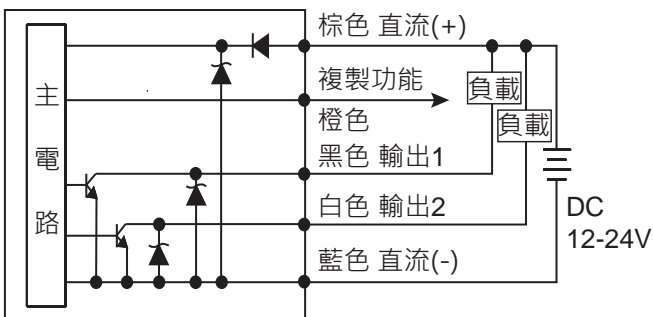 棕色 直流(+)
複製功能
橙色
黑色 輸出1
白色 輸出2
藍色 直流(-)
主電路
負載
負載
DC
12-24V